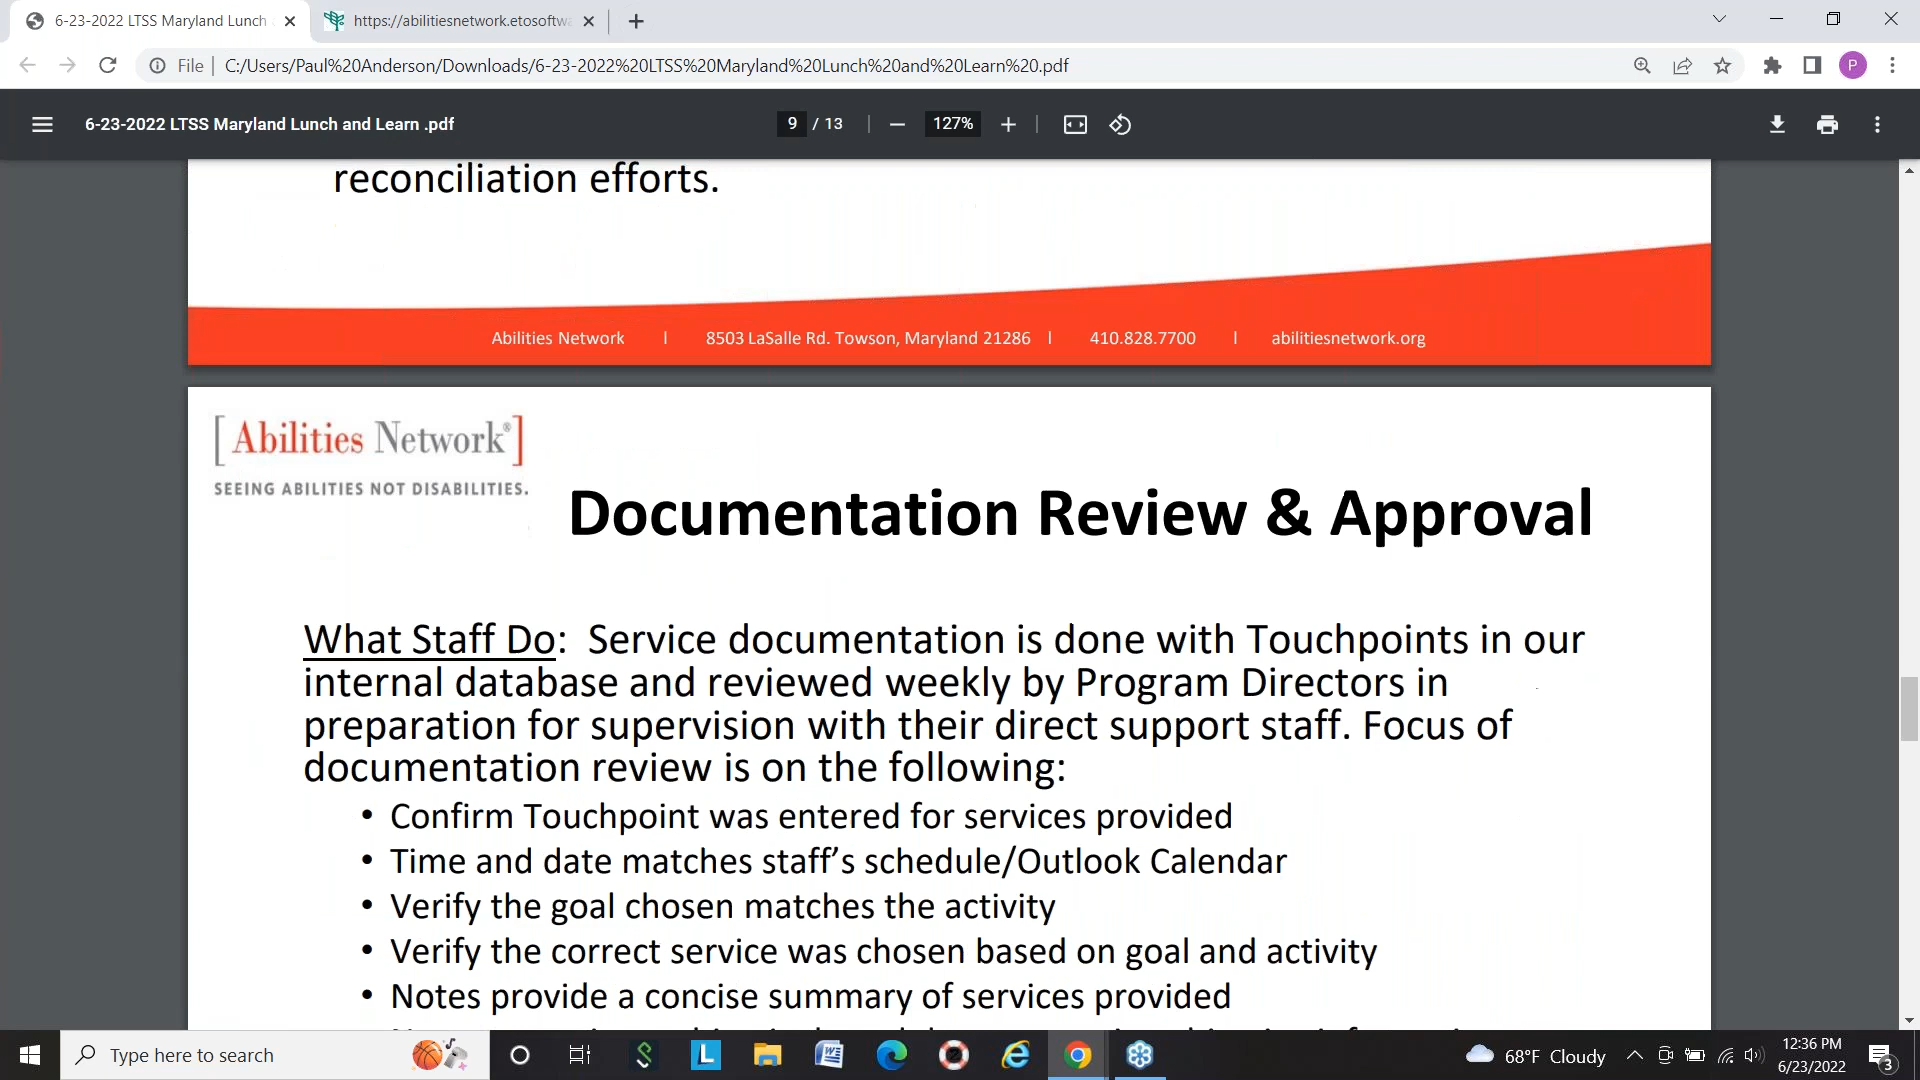 6-23-2022 LTSS Maryland Lunch
https://abilitiesnetwork.etosoftwa
File
C:/Users/Paul%20Anderson/Downloads/6-23-2022%20LTSS%20Maryland%20Lunch%20and%20Learn%20.pdf
P
6-23-2022 LTSS Maryland Lunch and Learn .pdf
9 / 13
127%
reconciliation efforts.
Abilities Network | 8503 LaSalle Rd. Towson, Maryland 21286 | 410.828.7700 | abilitiesnetwork.org
[Abilities Network®]
SEEING ABILITIES NOT DISABILITIES.
Documentation Review & Approval
What Staff Do: Service documentation is done with Touchpoints in our
internal database and reviewed weekly by Program Directors in
preparation for supervision with their direct support staff. Focus of
documentation review is on the following:
• Confirm Touchpoint was entered for services provided
• Time and date matches staff’s schedule/Outlook Calendar
• Verify the goal chosen matches the activity
• Verify the correct service was chosen based on goal and activity
• Notes provide a concise summary of services provided
Type here to search
L
68°F Cloudy
12:36 PM
6/23/2022
3